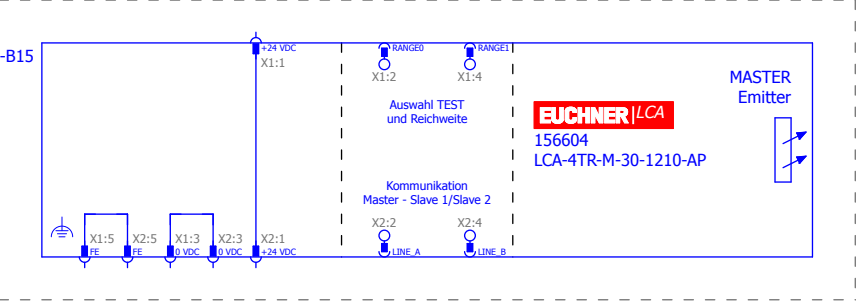 -B15
+24 VDC
X1:1
RANGE0
X1:2
RANGE1
X1:4
Auswahl TEST
und Reichweite
EUCHNER|LCA
156604
LCA-4TR-M-30-1210-AP
MASTER
Emitter
Kommunikation
Master - Slave 1/Slave 2
X1:5
FE
X2:5
FE
X1:3
0 VDC
X2:3
0 VDC
X2:1
+24 VDC
X2:2
LINE_A
X2:4
LINE_B